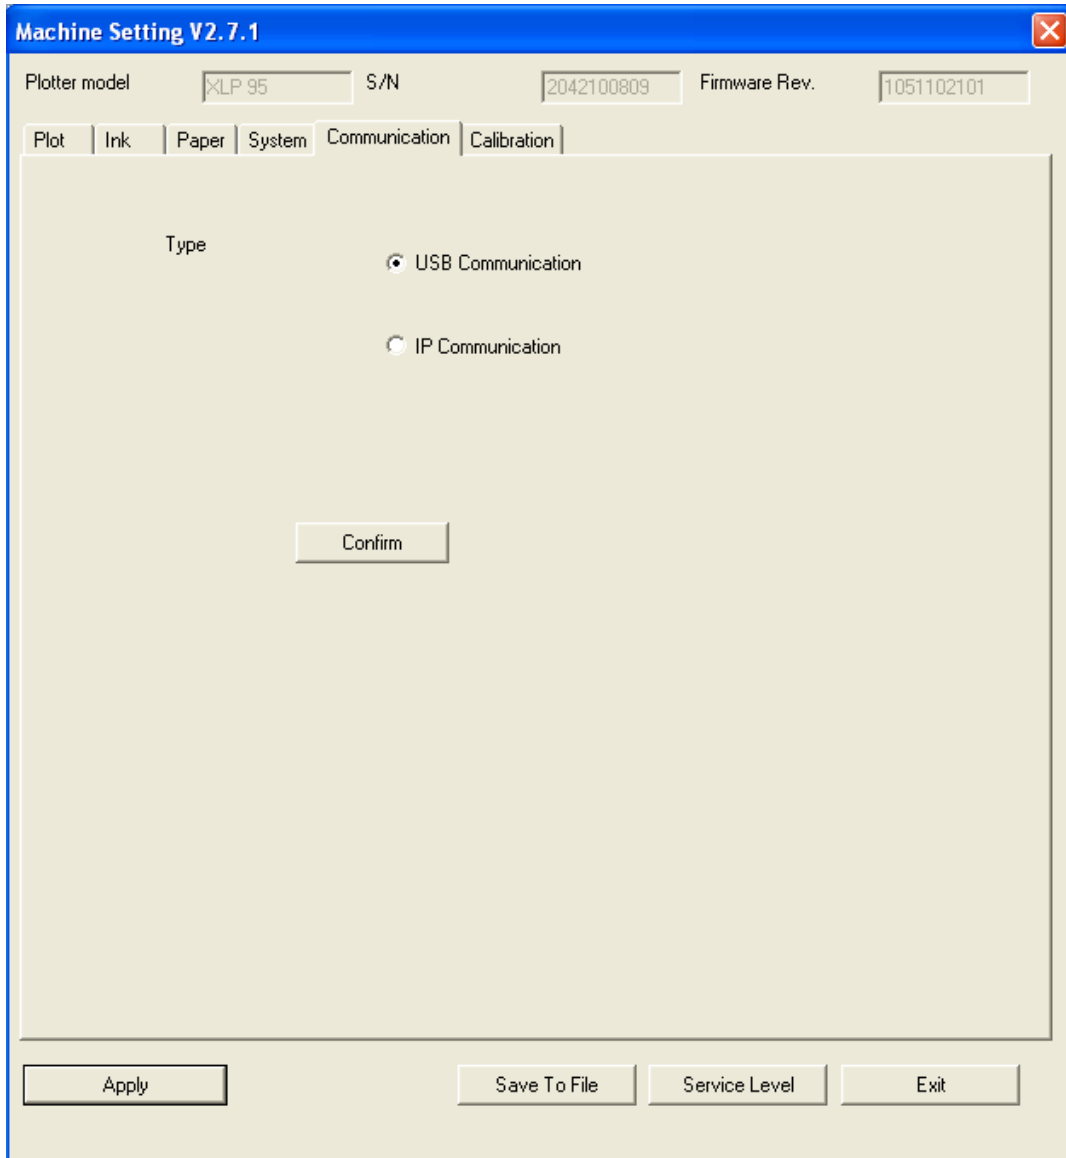 Machine Setting V2.7.1
Plotter model XLP 95 S/N 2042100809 Firmware Rev. 1051102101
Plot Ink Paper System Communication Calibration
Type
USB Communication
IP Communication
Confirm
Apply Save To File Service Level Exit